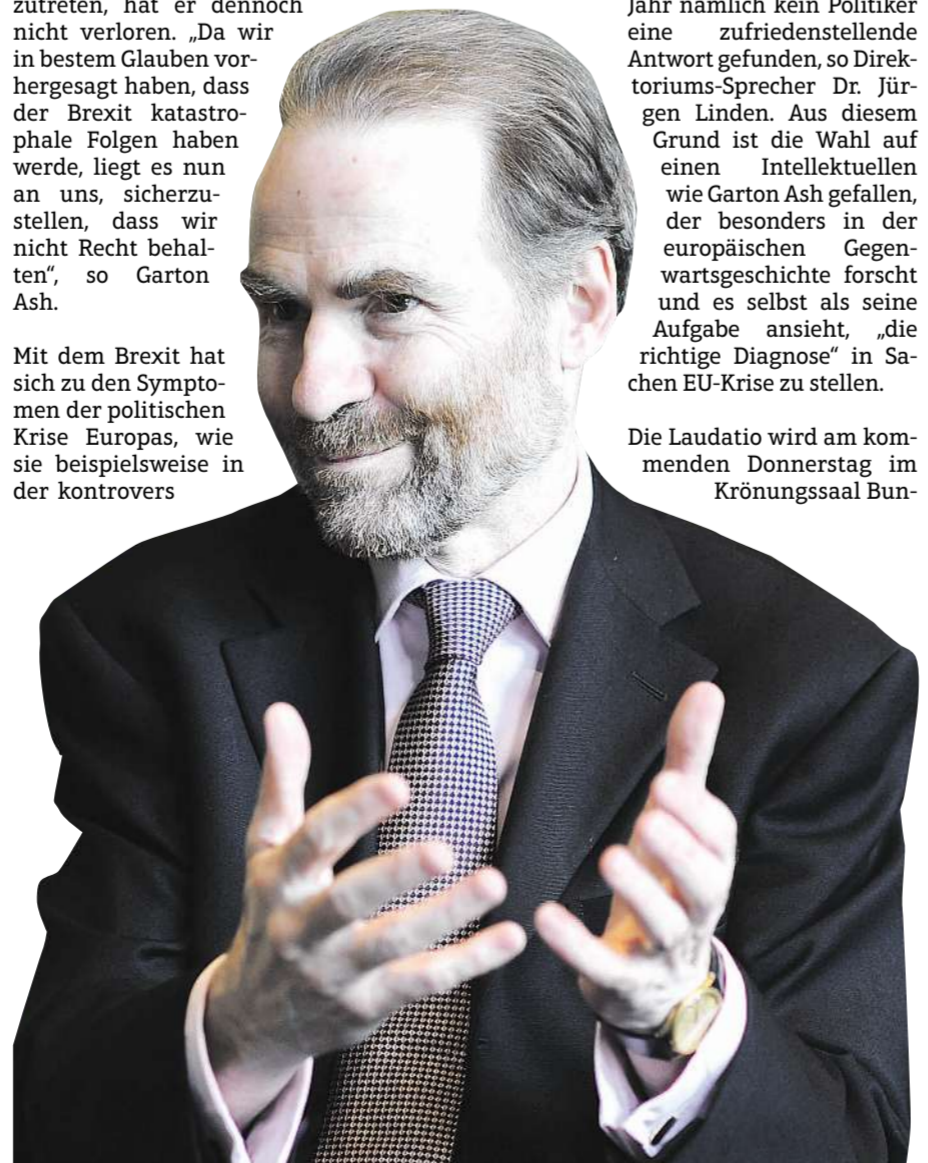 zutreten, hat er dennoch
nicht verloren. „Da wir
in bestem Glauben vor-
hergesagt haben, dass
der Brexit katastro-
phale Folgen haben
werde, liegt es nun
an uns, sicherzu-
stellen, dass wir
nicht Recht behal-
ten“, so Garton
Ash.
Mit dem Brexit hat
sich zu den Sympto-
men der politischen
Krise Europas, wie
sie beispielsweise in
der kontrovers
Jahr nämlich kein Politiker
eine zufriedenstellende
Antwort gefunden, so Direk-
toriums-Sprecher Dr. Jür-
gen Linden. Aus diesem
Grund ist die Wahl auf
einen Intellektuellen
wie Garton Ash gefallen,
der besonders in der
europäischen Gegen-
wartsgeschichte forscht
und es selbst als seine
Aufgabe ansieht, „die
richtige Diagnose“ in Sa-
chen EU-Krise zu stellen.
Die Laudatio wird am kom-
menden Donnerstag im
Krönungssaal Bun-